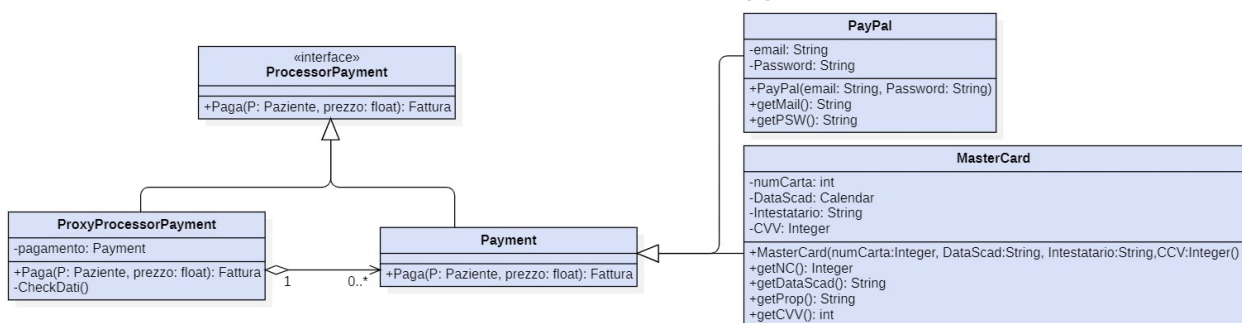 «interface»
ProcessorPayment
+Paga(P: Paziente, prezzo: float): Fattura
ProxyProcessorPayment
-pagamento: Payment
+Paga(P: Paziente, prezzo: float): Fattura
-CheckDati()
1
0..*
Payment
+Paga(P: Paziente, prezzo: float): Fattura
PayPal
-email: String
-Password: String
+PayPal(email: String, Password: String)
+getMail(): String
+getPSW(): String
MasterCard
-numCarta: int
-DataScad: Calendar
-Intestatario: String
-CVV: Integer
+MasterCard(numCarta:Integer, DataScad:String, Intestatario:String,CCV:Integer()
+getNC(): Integer
+getDataScad(): String
+getProp(): String
+getCVV(): int